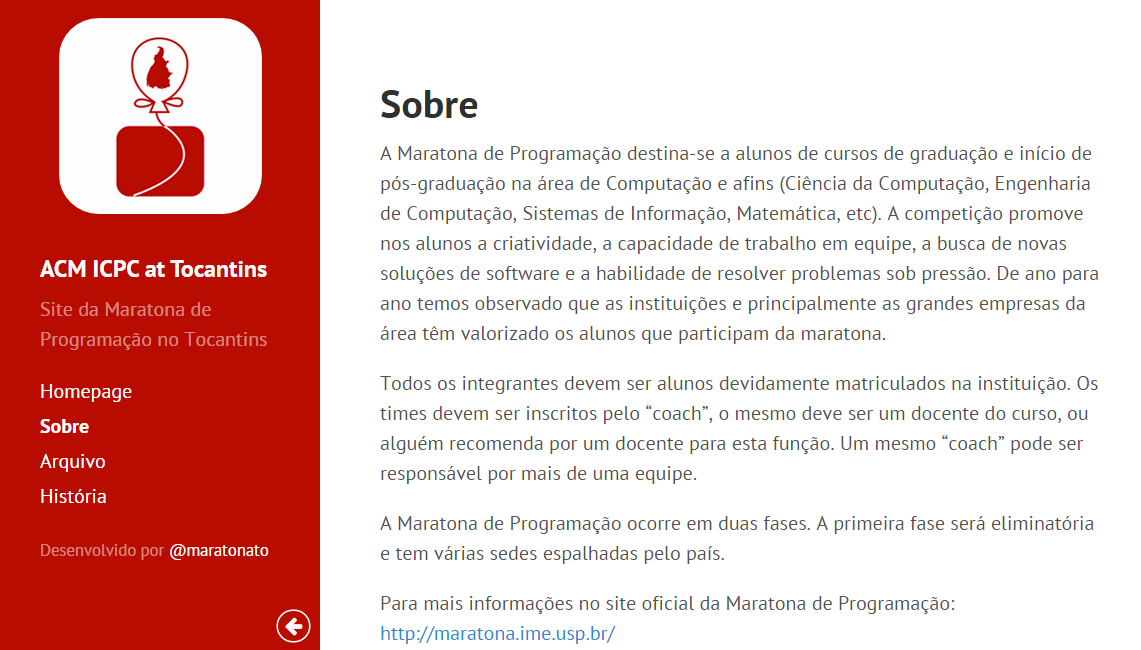 ACM ICPC at Tocantins
Site da Maratona de
Programação no Tocantins
Homepage
Sobre
Arquivo
História
Desenvolvido por @maratonato
Sobre
A Maratona de Programação destina-se a alunos de cursos de graduação e início de
pós-graduação na área de Computação e afins (Ciência da Computação, Engenharia
de Computação, Sistemas de Informação, Matemática, etc). A competição promove
nos alunos a criatividade, a capacidade de trabalho em equipe, a busca de novas
soluções de software e a habilidade de resolver problemas sob pressão. De ano para
ano temos observado que as instituições e principalmente as grandes empresas da
área têm valorizado os alunos que participam da maratona.
Todos os integrantes devem ser alunos devidamente matriculados na instituição. Os
times devem ser inscritos pelo “coach”, o mesmo deve ser um docente do curso, ou
alguém recomenda por um docente para esta função. Um mesmo “coach” pode ser
responsável por mais de uma equipe.
A Maratona de Programação ocorre em duas fases. A primeira fase será eliminatória
e tem várias sedes espalhadas pelo país.
Para mais informações no site oficial da Maratona de Programação:
http://maratona.ime.usp.br/